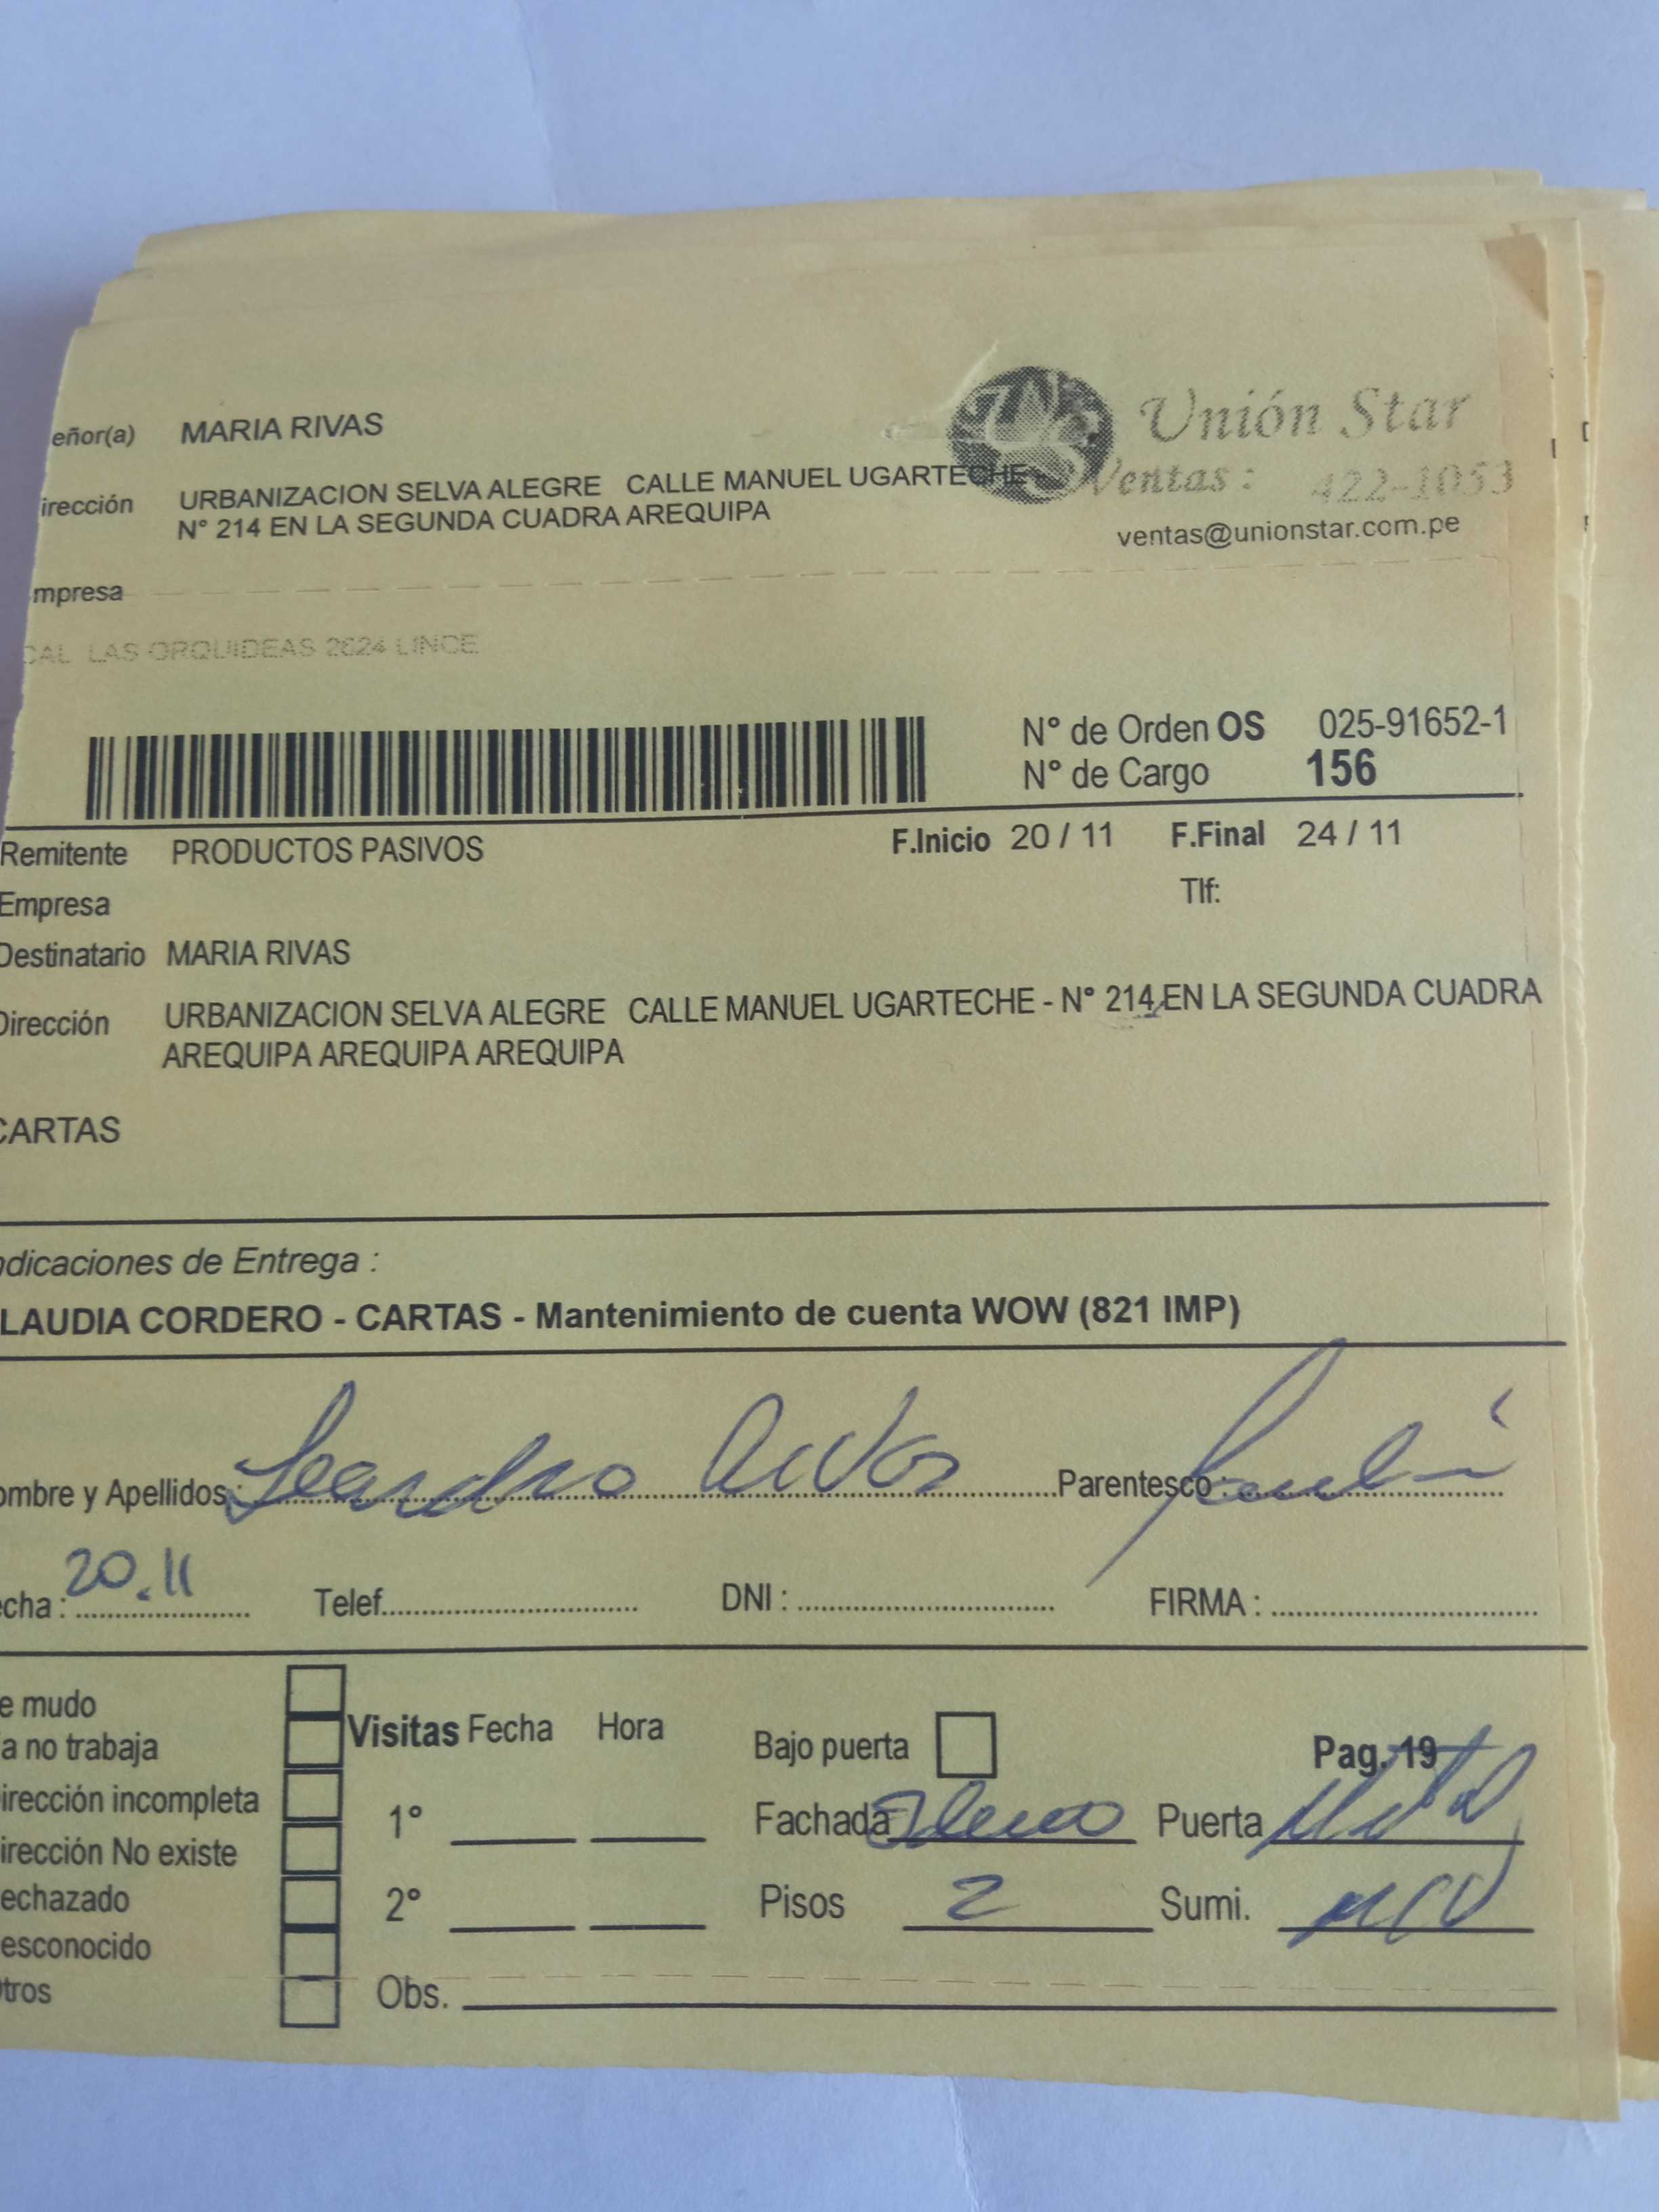 eñor(a) MARIA RIVAS
Unión Star
irección URBANIZACION SELVA ALEGRE CALLE MANUEL UGARTECHE
N° 214 EN LA SEGUNDA CUADRA AREQUIPA
Ventas: 422-1053
ventas@unionstar.com.pe
mpresa
CAL LAS ORQUIDEAS 2624 LINCE
N° de Orden OS 025-91652-1
N° de Cargo 156
Remitente PRODUCTOS PASIVOS F.Inicio 20 / 11 F.Final 24 / 11
Empresa Tlf:
Destinatario MARIA RIVAS
Dirección URBANIZACION SELVA ALEGRE CALLE MANUEL UGARTECHE - N° 214 EN LA SEGUNDA CUADRA
AREQUIPA AREQUIPA AREQUIPA
CARTAS
ndicaciones de Entrega :
LAUDIA CORDERO - CARTAS - Mantenimiento de cuenta WOW (821 IMP)
ombre y Apellidos: Leandro Rivas Parentesco:
echa: 20.11 Telef. DNI: FIRMA:
e mudo
a no trabaja
irección incompleta
irección No existe
echazado
esconocido
tros
Visitas Fecha Hora
1°
2°
Bajo puerta Pag. 19
Fachada Puerta
Pisos 2 Sumi.
Obs.